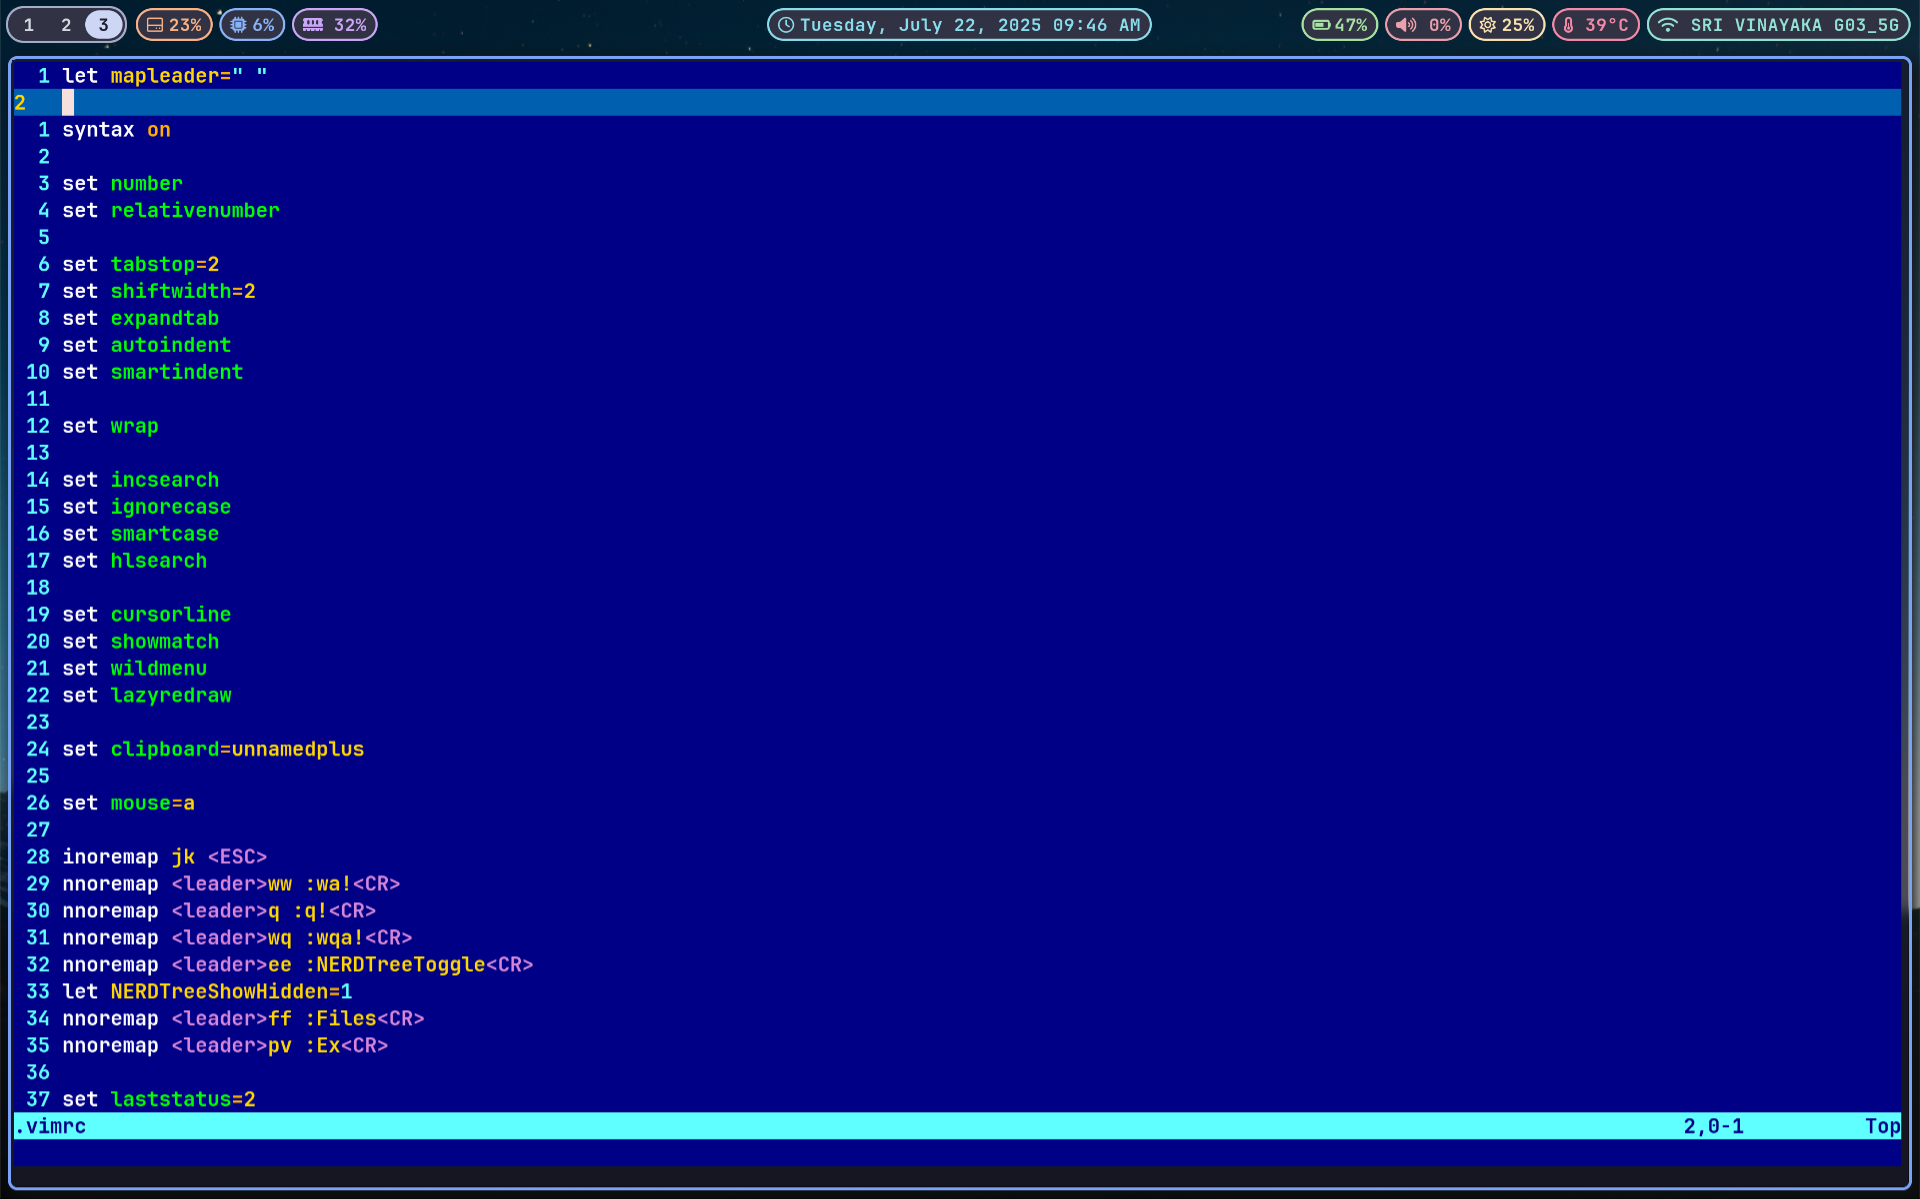 1 2 3 23% 6% 32% Tuesday, July 22, 2025 09:46 AM 47% 0% 25% 39°C SRI VINAYAKA G03_5G
1 let mapleader=" "
2
1 syntax on
2
3 set number
4 set relativenumber
5
6 set tabstop=2
7 set shiftwidth=2
8 set expandtab
9 set autoindent
10 set smartindent
11
12 set wrap
13
14 set incsearch
15 set ignorecase
16 set smartcase
17 set hlsearch
18
19 set cursorline
20 set showmatch
21 set wildmenu
22 set lazyredraw
23
24 set clipboard=unnamedplus
25
26 set mouse=a
27
28 inoremap jk <ESC>
29 nnoremap <leader>ww :wa!<CR>
30 nnoremap <leader>q :q!<CR>
31 nnoremap <leader>wq :wqa!<CR>
32 nnoremap <leader>ee :NERDTreeToggle<CR>
33 let NERDTreeShowHidden=1
34 nnoremap <leader>ff :Files<CR>
35 nnoremap <leader>pv :Ex<CR>
36
37 set laststatus=2
.vimrc 2,0-1 Top